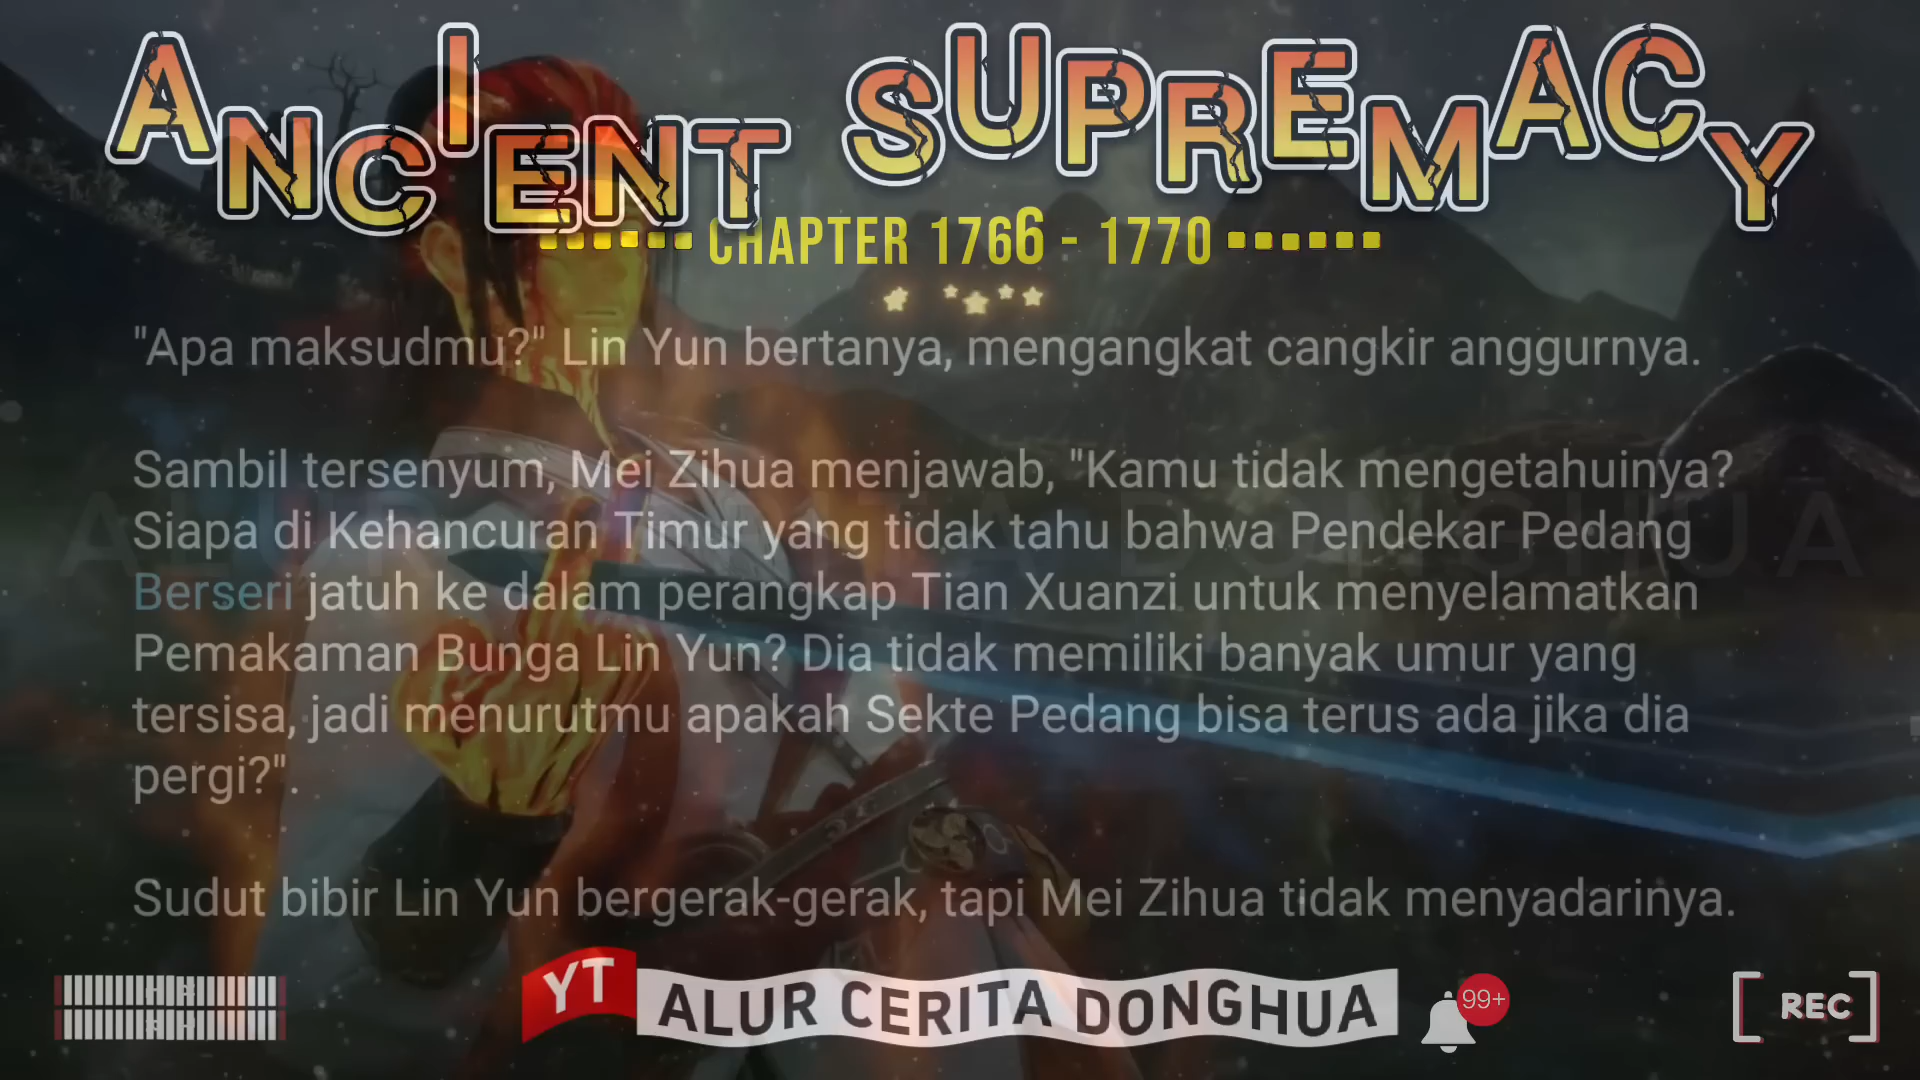 ANCIENT SUPREMACY
CHAPTER 1766 - 1770
"Apa maksudmu?" Lin Yun bertanya, mengangkat cangkir anggurnya.
Sambil tersenyum, Mei Zihua menjawab, "Kamu tidak mengetahuinya?
Siapa di Kehancuran Timur yang tidak tahu bahwa Pendekar Pedang
Berseri jatuh ke dalam perangkap Tian Xuanzi untuk menyelamatkan
Pemakaman Bunga Lin Yun? Dia tidak memiliki banyak umur yang
tersisa, jadi menurutmu apakah Sekte Pedang bisa terus ada jika dia
pergi?".
Sudut bibir Lin Yun bergerak-gerak, tapi Mei Zihua tidak menyadarinya.
YT ALUR CERITA DONGHUA
99+
REC